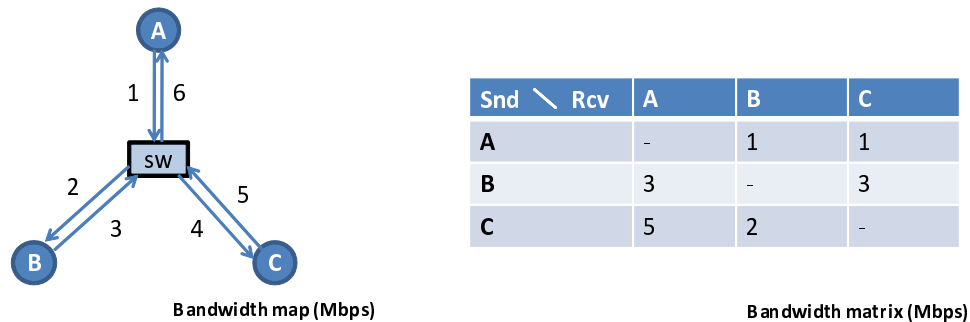 A
1 6
sw
2 5
3 4
B C
Bandwidth map (Mbps)
Snd \ Rcv A B C
A - 1 1
B 3 - 3
C 5 2 -
Bandwidth matrix (Mbps)